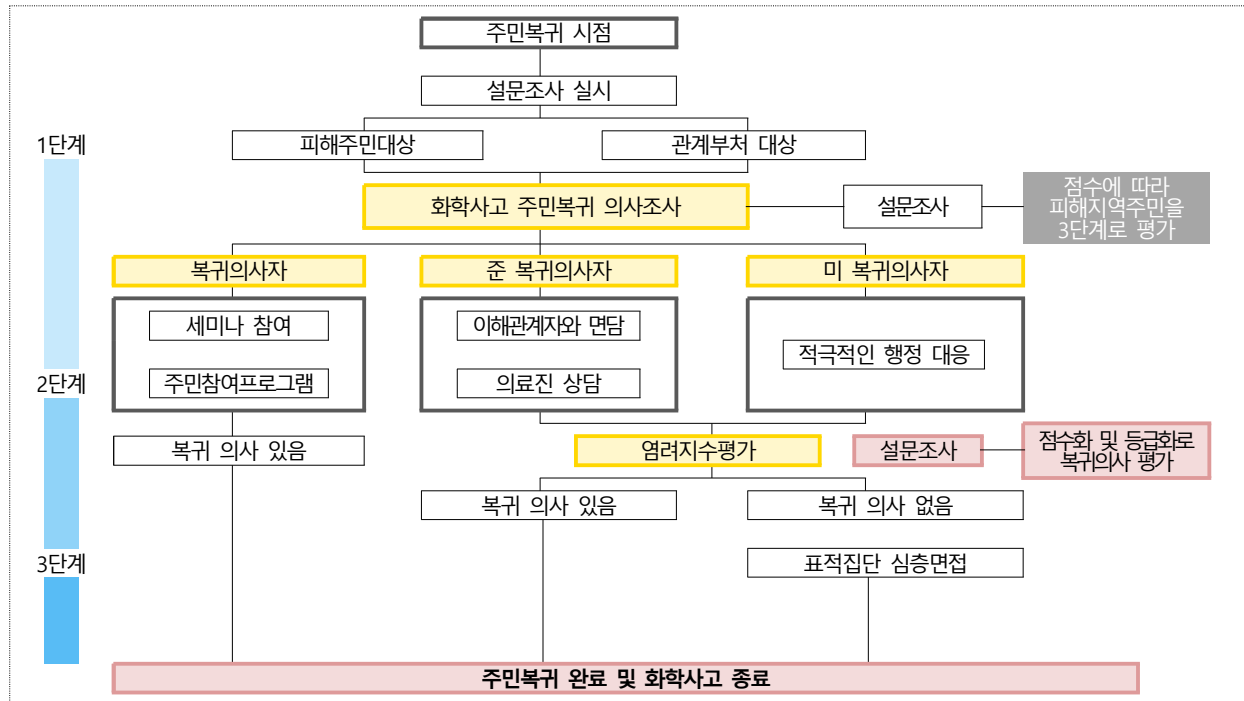 주민복귀 시점
설문조사 실시
1단계
피해주민대상
관계부처 대상
화학사고 주민복귀 의사조사
설문조사
점수에 따라
피해지역주민을
3단계로 평가
복귀의사자
준 복귀의사자
미 복귀의사자
세미나 참여
이해관계자와 면담
적극적인 행정 대응
2단계
주민참여프로그램
의료진 상담
복귀 의사 있음
염려지수평가
설문조사
점수화 및 등급화로
복귀의사 평가
복귀 의사 있음
복귀 의사 없음
3단계
표적집단 심층면접
주민복귀 완료 및 화학사고 종료